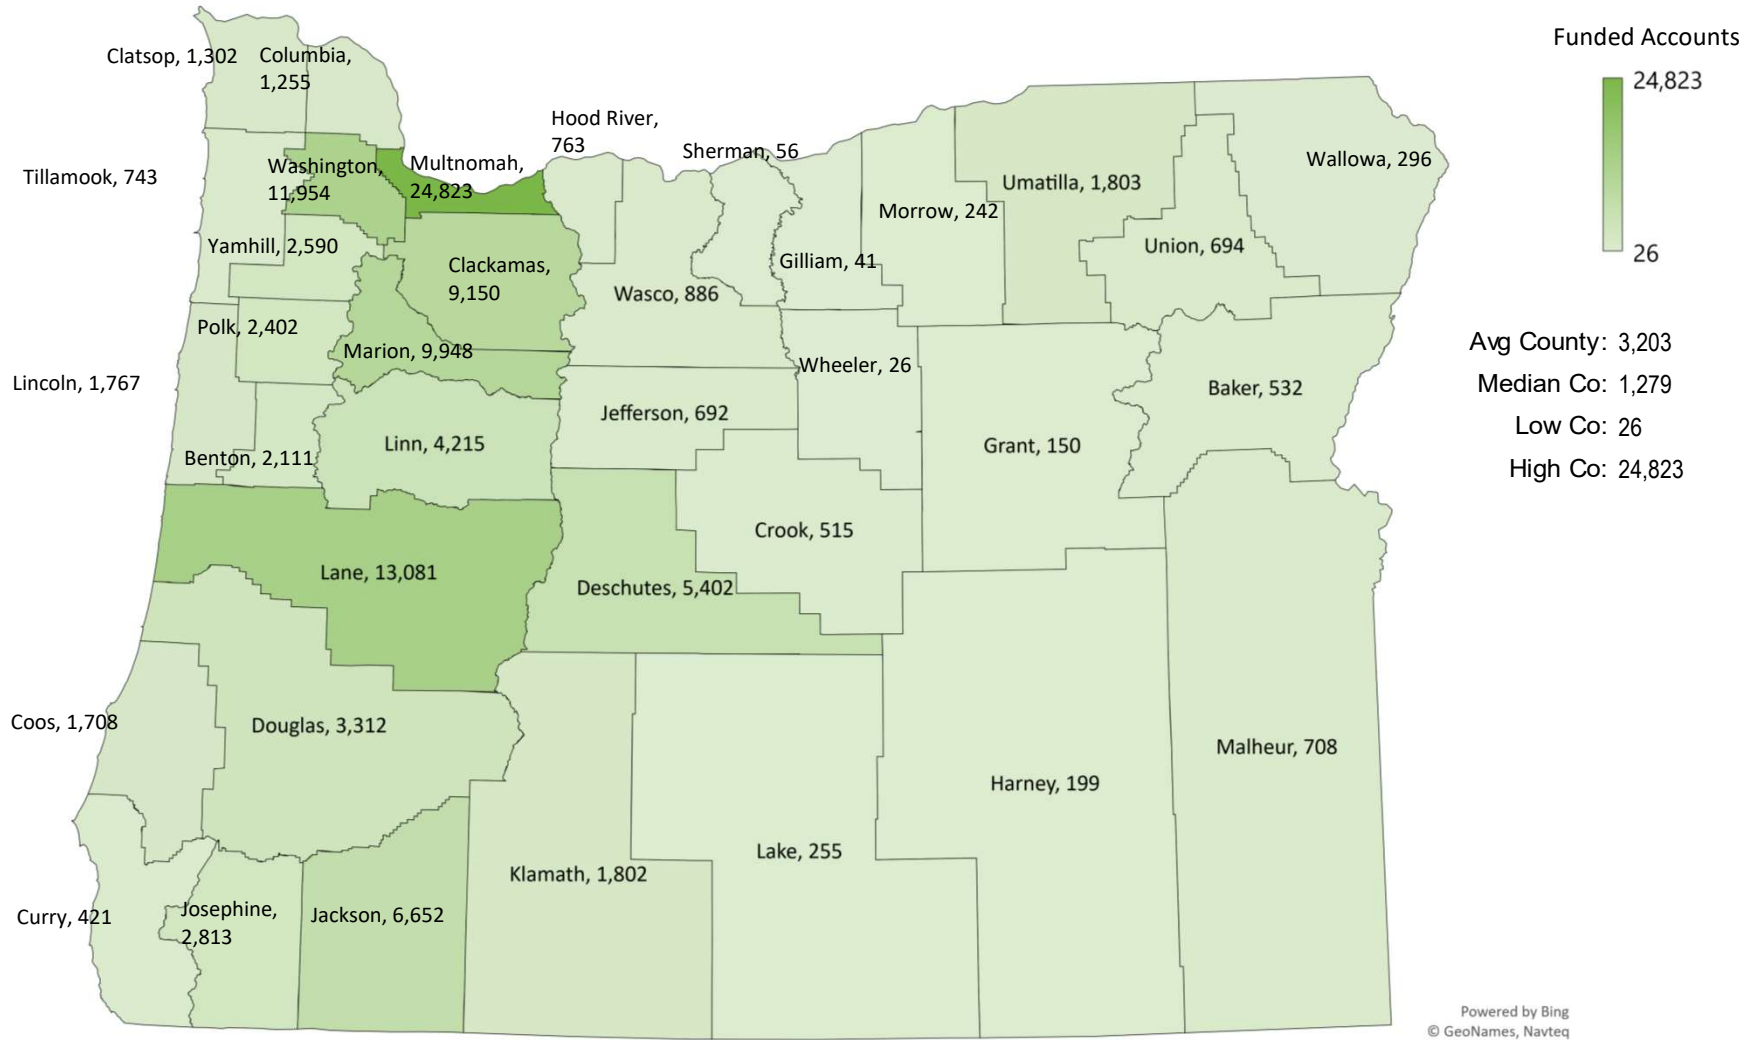 Clatsop, 1,302
Columbia,
1,255
Funded Accounts
24,823
26
Hood River,
763
Sherman, 56
Tillamook, 743
Washington,
11,954
Multnomah,
24,823
Wallowa, 296
Umatilla, 1,803
Morrow, 242
Yamhill, 2,590
Union, 694
Clackamas,
9,150
Gilliam, 41
Wasco, 886
Polk, 2,402
Marion, 9,948
Wheeler, 26
Avg County: 3,203
Median Co: 1,279
Low Co: 26
High Co: 24,823
Lincoln, 1,767
Baker, 532
Jefferson, 692
Linn, 4,215
Grant, 150
Benton, 2,111
Crook, 515
Lane, 13,081
Deschutes, 5,402
Coos, 1,708
Douglas, 3,312
Malheur, 708
Harney, 199
Lake, 255
Klamath, 1,802
Curry, 421
Josephine,
2,813
Jackson, 6,652
Powered by Bing
© GeoNames, Navteq